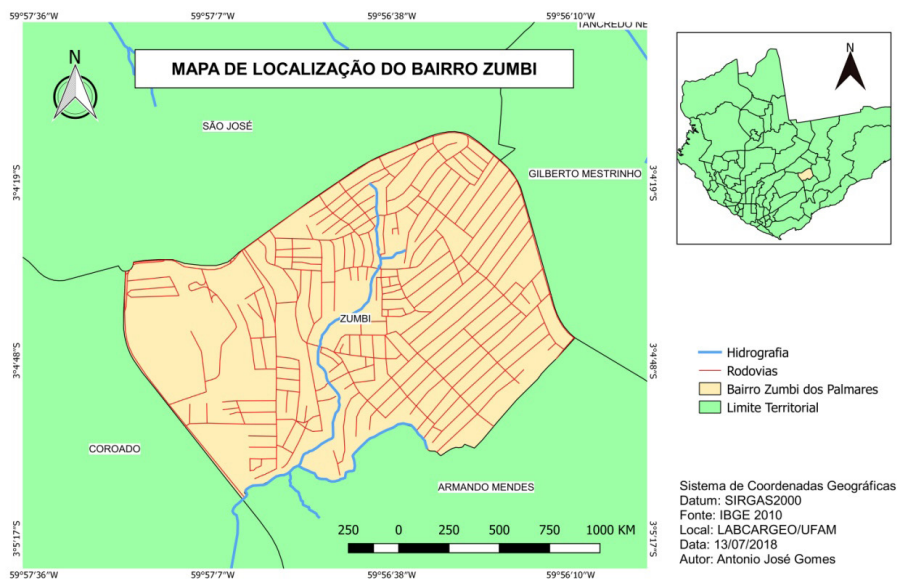 59°57'36"W 59°57'7"W 59°56'38"W 59°56'10"W
TANCREDO NE
MAPA DE LOCALIZAÇÃO DO BAIRRO ZUMBI
N
N
SÃO JOSÉ
3°4'19"S
GILBERTO MESTRINHO
3°4'19"S
ZUMBI
3°4'48"S
3°4'48"S
Hidrografia
Rodovias
Bairro Zumbi dos Palmares
Limite Territorial
COROADO
ARMANDO MENDES
250 0 250 500 750 1000 KM
3°5'17"S
3°5'17"S
59°57'36"W 59°57'7"W 59°56'38"W 59°56'10"W
Sistema de Coordenadas Geográficas
Datum: SIRGAS2000
Fonte: IBGE 2010
Local: LABCARGEO/UFAM
Data: 13/07/2018
Autor: Antonio José Gomes